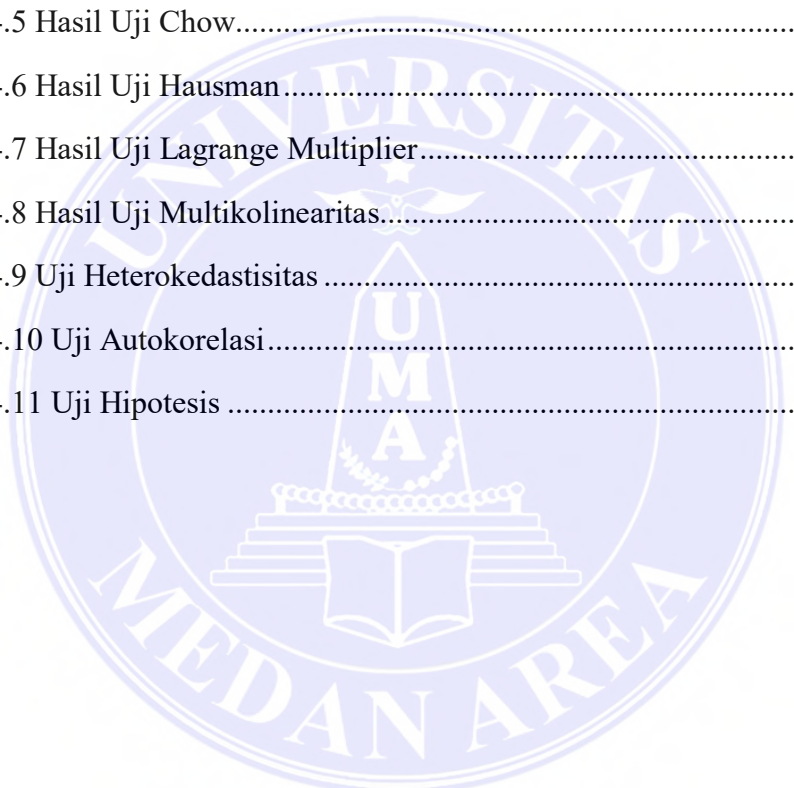 .5 Hasil Uji Chow..................................................................
.6 Hasil Uji Hausman...........................................................
.7 Hasil Uji Lagrange Multiplier...........................................
.8 Hasil Uji Multikolinearitas................................................
.9 Uji Heterokedastisitas.......................................................
.10 Uji Autokorelasi..............................................................
.11 Uji Hipotesis...................................................................
UNIVERSITAS
UMA
MEDAN AREA